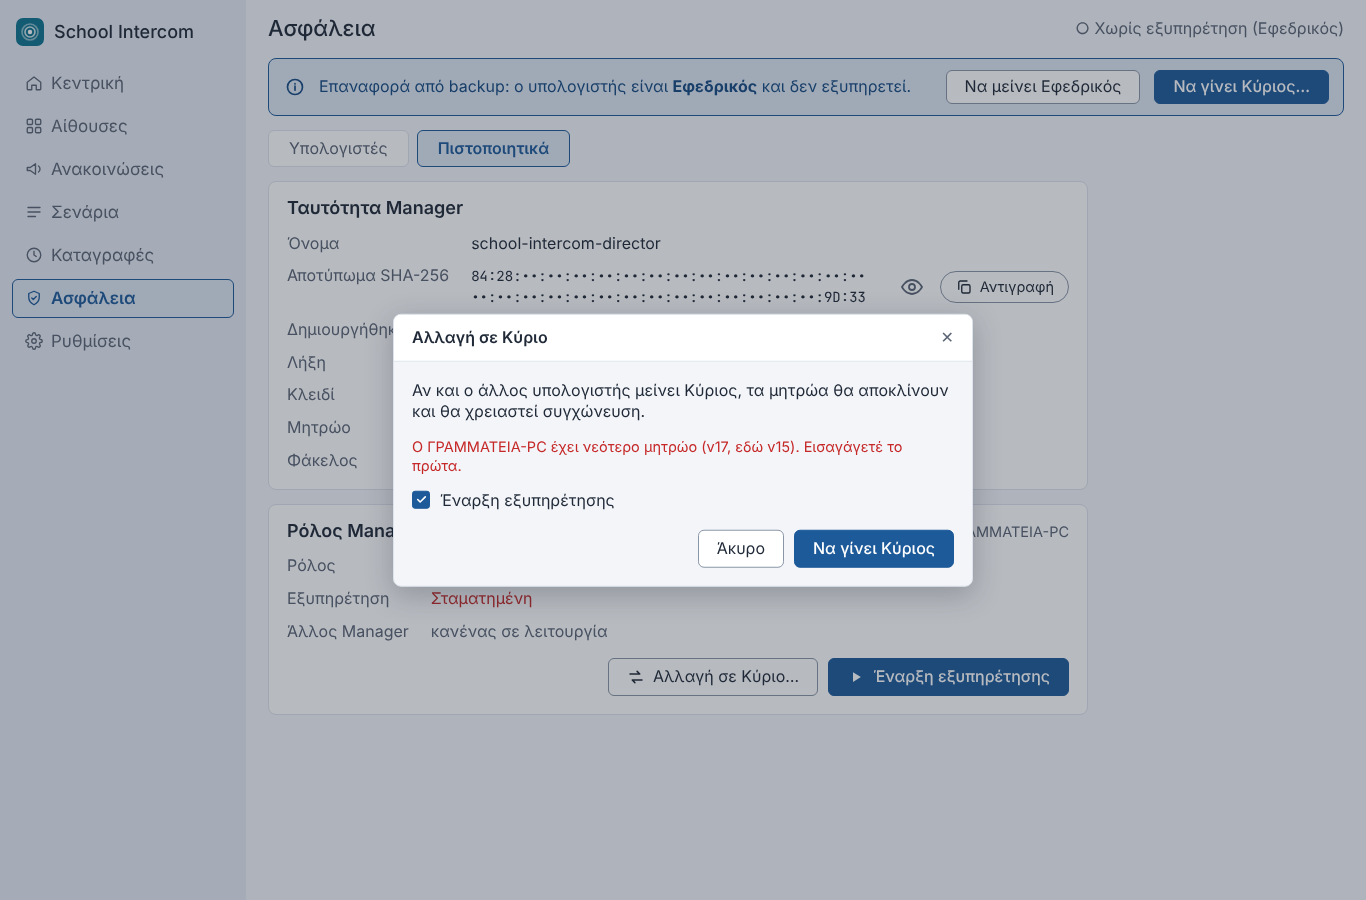 School Intercom
Κεντρική
Αίθουσες
Ανακοινώσεις
Σενάρια
Καταγραφές
Ασφάλεια
Ρυθμίσεις
Ασφάλεια
Χωρίς εξυπηρέτηση (Εφεδρικός)
Επαναφορά από backup: ο υπολογιστής είναι Εφεδρικός και δεν εξυπηρετεί.
Να μείνει Εφεδρικός
Να γίνει Κύριος...
Υπολογιστές
Πιστοποιητικά
Ταυτότητα Manager
Όνομα
school-intercom-director
Αποτύπωμα SHA-256
84:28:••:••:••:••:••:••:••:••:••:••:••:••:••:••
••:••:••:••:••:••:••:••:••:••:••:••:••:••:9D:33
Αντιγραφή
Λήξη
Κλειδί
Μητρώο
Φάκελος
Αλλαγή σε Κύριο
Αν και ο άλλος υπολογιστής μείνει Κύριος, τα μητρώα θα αποκλίνουν
και θα χρειαστεί συγχώνευση.
Ο ΓΡΑΜΜΑΤΕΙΑ-PC έχει νεότερο μητρώο (v17, εδώ v15). Εισαγάγετέ το
πρώτα.
Έναρξη εξυπηρέτησης
Άκυρο
Να γίνει Κύριος
Ρόλος
Ρόλος
Εξυπηρέτηση
Σταματημένη
Άλλος Manager
κανένας σε λειτουργία
Αλλαγή σε Κύριο...
Έναρξη εξυπηρέτησης